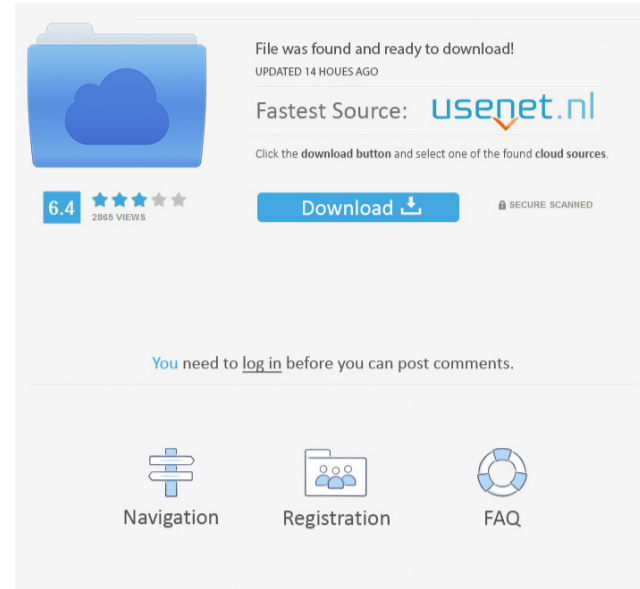 File was found and ready to download!
UPDATED 14 HOUES AGO
Fastest Source: usenet.nl
Click the download button and select one of the found cloud sources.
6.4
2865 VIEWS
Download
SECURE SCANNED
You need to log in before you can post comments.
Navigation
Registration
FAQ